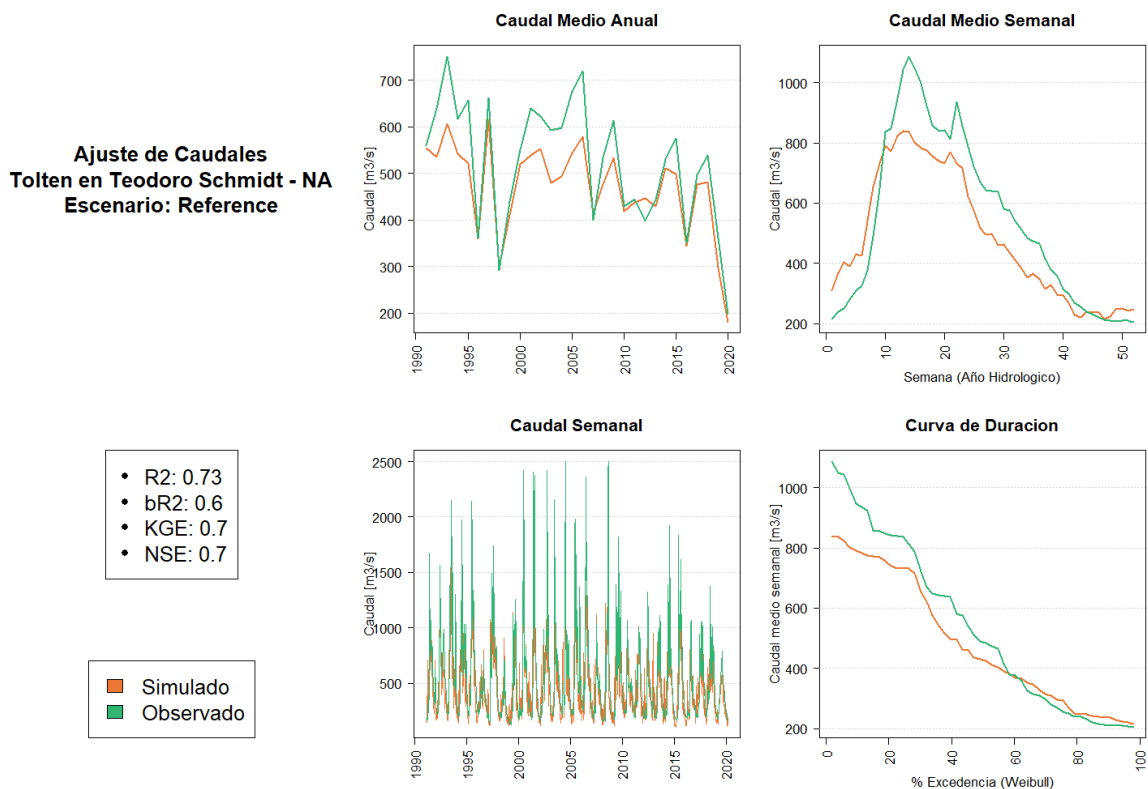 Ajuste de Caudales
Tolten en Teodoro Schmidt - NA
Escenario: Reference
Caudal Medio Anual
Caudal [m3/s]
700
600
500
400
300
200
1990
1995
2000
2005
2010
2015
2020
Caudal Medio Semanal
Caudal [m3/s]
1000
800
600
400
200
0
10
20
30
40
50
Semana (Año Hidrologico)
• R2: 0.73
• bR2: 0.6
• KGE: 0.7
• NSE: 0.7
Simulado
Observado
Caudal Semanal
Caudal [m3/s]
2500
2000
1500
1000
500
1990
1995
2000
2005
2010
2015
2020
Curva de Duracion
Caudal medio semanal [m3/s]
1000
800
600
400
200
0
20
40
60
80
100
% Excedencia (Weibull)